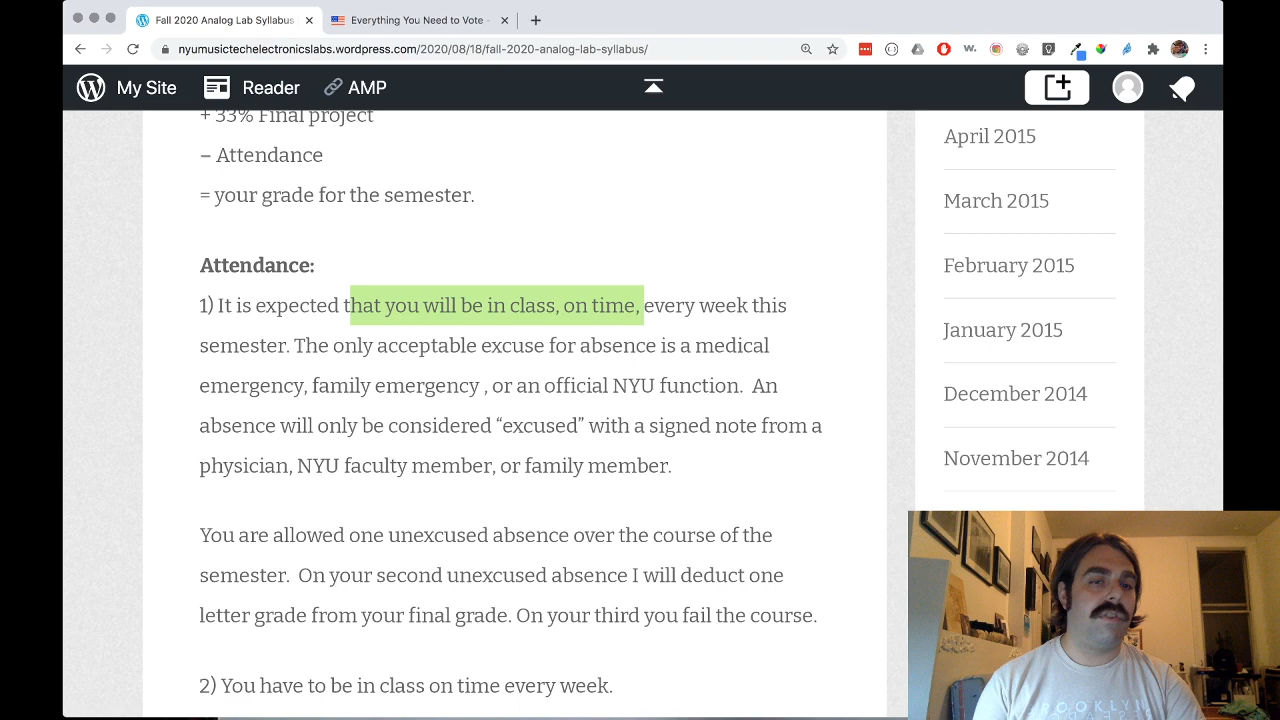 Fall 2020 Analog Lab Syllabus
Everything You Need to Vote -
nyumusictechelectronicslabs.wordpress.com/2020/08/18/fall-2020-analog-lab-syllabus/
My Site
Reader
AMP
+ 33% Final project
– Attendance
= your grade for the semester.
Attendance:
1) It is expected that you will be in class, on time, every week this
semester. The only acceptable excuse for absence is a medical
emergency, family emergency , or an official NYU function.  An
absence will only be considered “excused” with a signed note from a
physician, NYU faculty member, or family member.
You are allowed one unexcused absence over the course of the
semester.  On your second unexcused absence I will deduct one
letter grade from your final grade. On your third you fail the course.
2) You have to be in class on time every week.
April 2015
March 2015
February 2015
January 2015
December 2014
November 2014
BROOKLYN